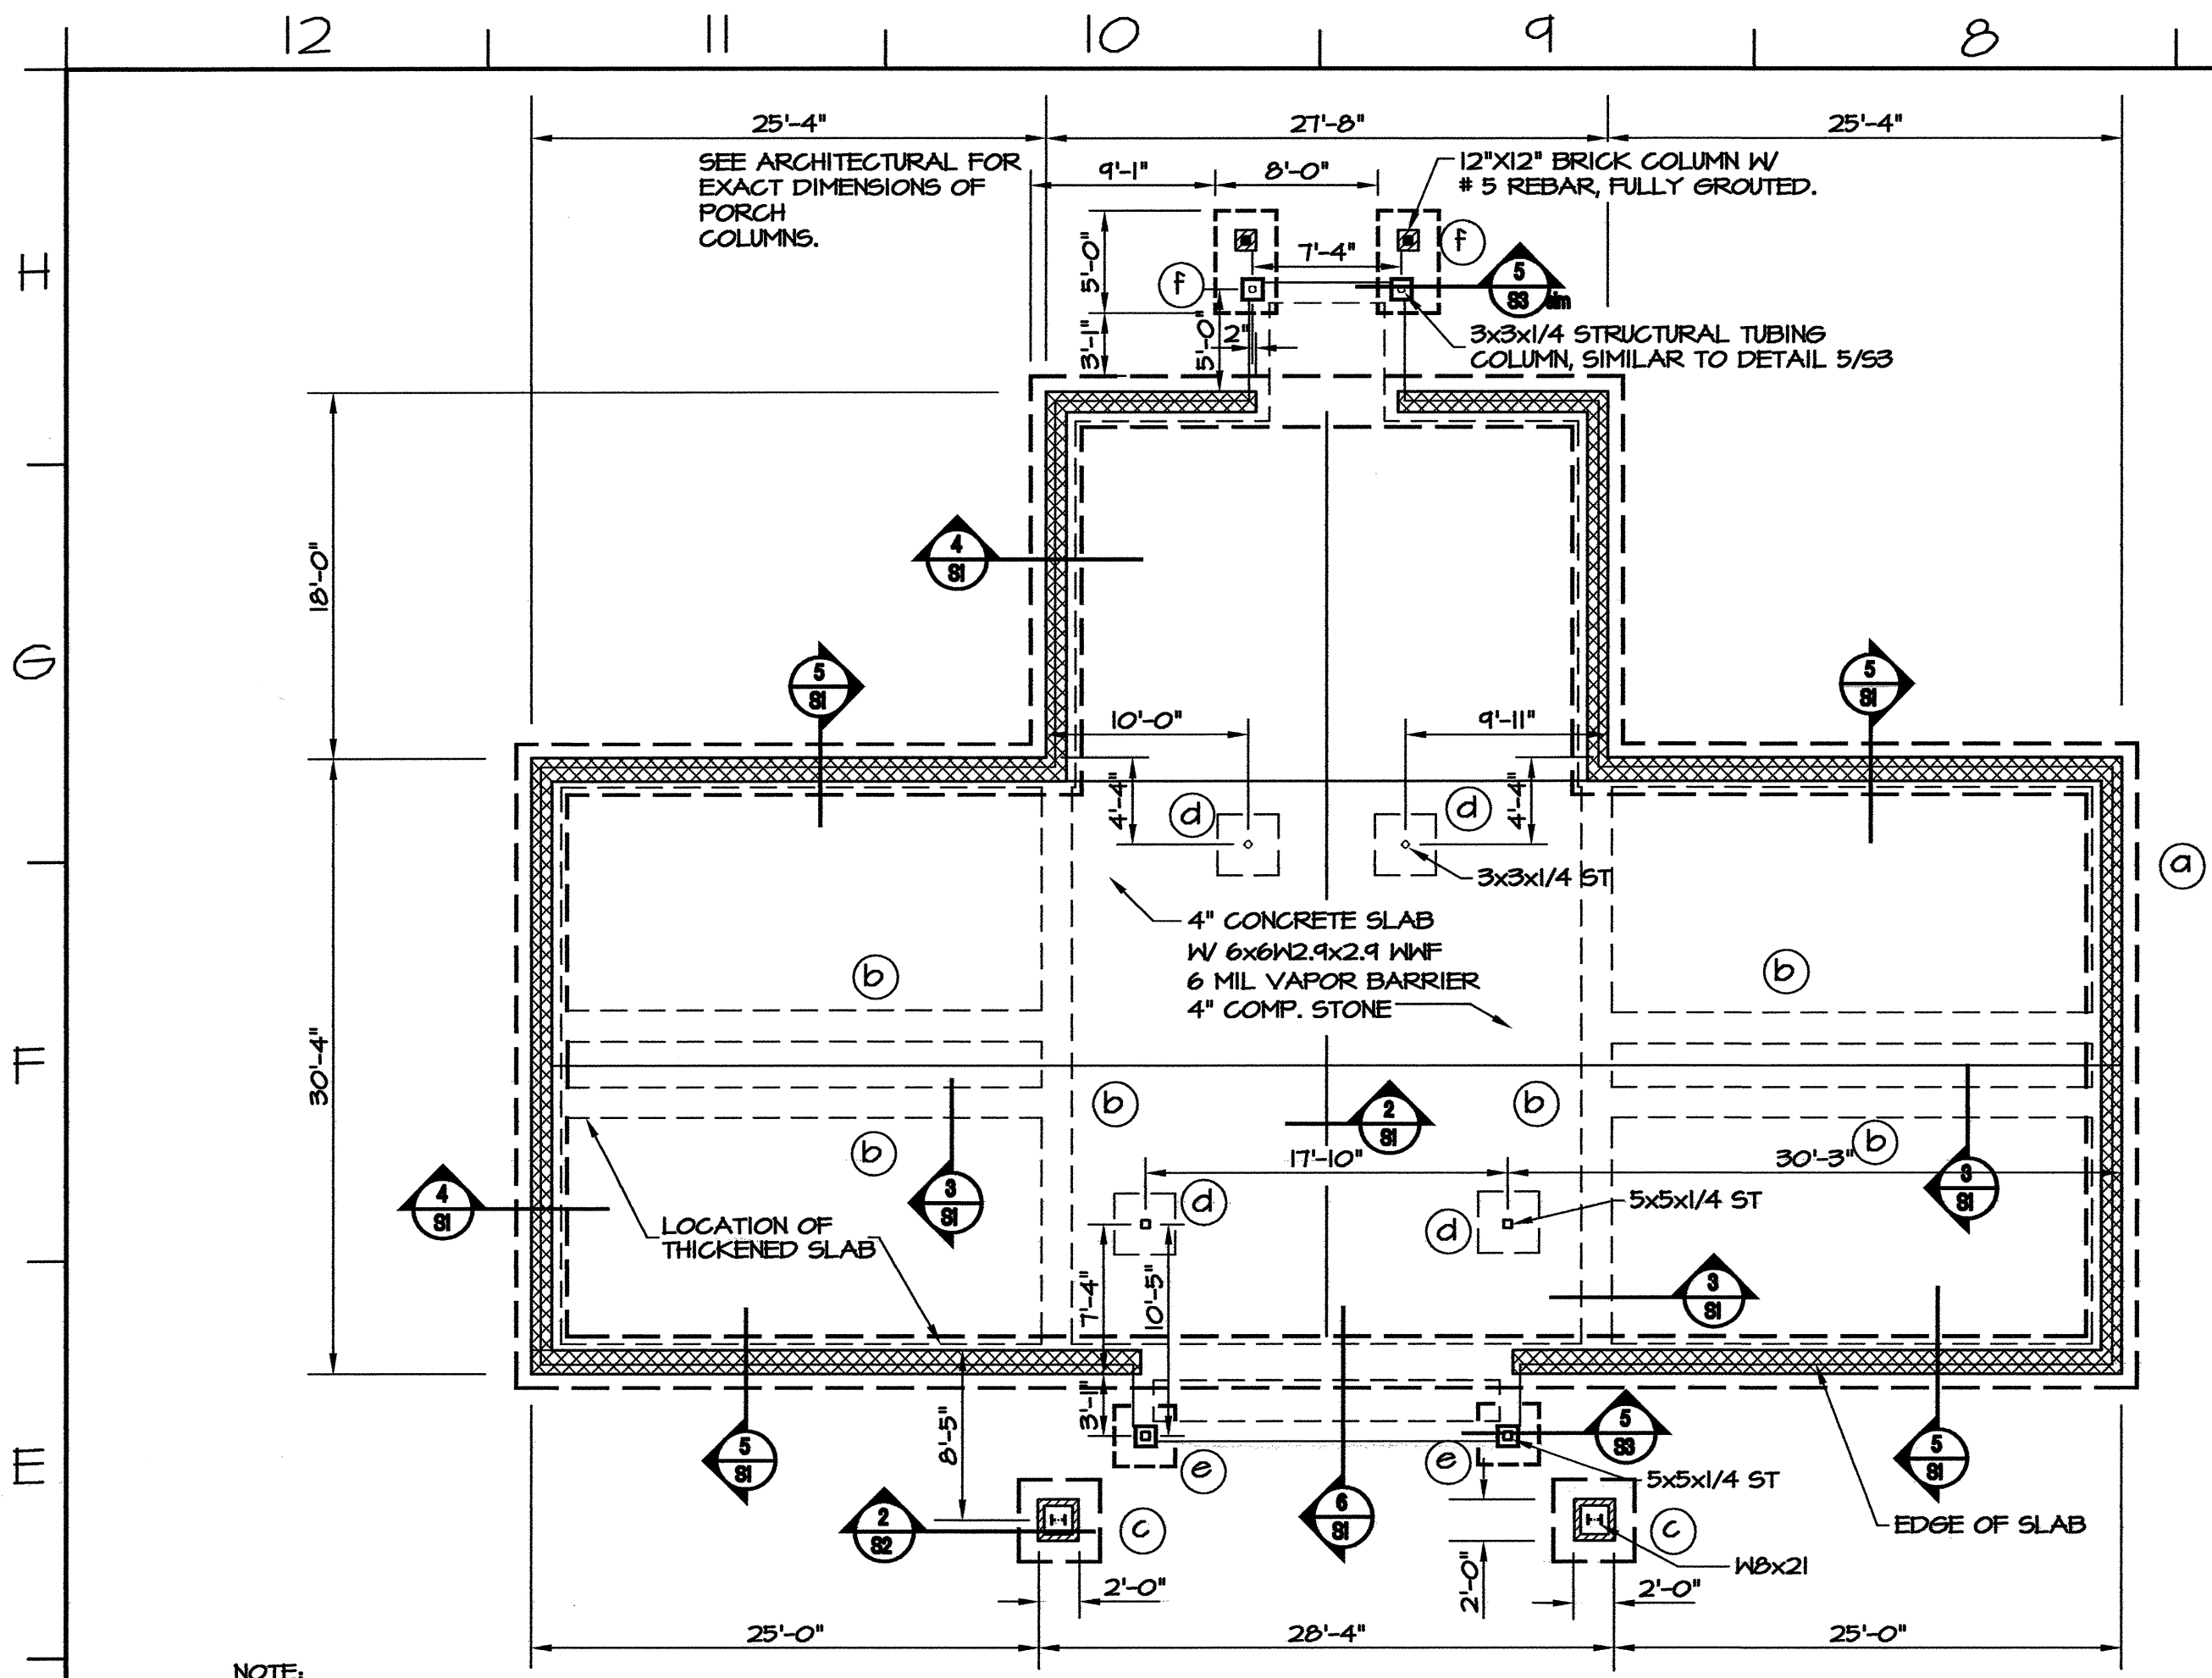 12 11 10 9 8
25'-4" 27'-8" 25'-4"
SEE ARCHITECTURAL FOR
EXACT DIMENSIONS OF
PORCH
COLUMNS.
9'-1" 8'-0"
12"X12" BRICK COLUMN W/
# 5 REBAR, FULLY GROUTED.
H
5'-0"
7'-4"
f
f
5
S3
sim
3'-1"
5'-0"
2"
3x3x1/4 STRUCTURAL TUBING
COLUMN, SIMILAR TO DETAIL 5/S3
18'-0"
4
S1
G
5
S1
5
S1
10'-0" 9'-11"
4'-4"
4'-4"
d
d
3x3x1/4 ST
a
4" CONCRETE SLAB
W/ 6x6W2.9x2.9 WWF
6 MIL VAPOR BARRIER
4" COMP. STONE
b
b
F
30'-4"
b
b
2
S1
b
b
17'-10" 30'-3"
4
S1
3
S1
3
S1
d
d
5x5x1/4 ST
LOCATION OF
THICKENED SLAB
7'-4"
10'-5"
3
S1
3'-1"
8'-5"
E
5
S1
e
e
5
S3
5
S1
5x5x1/4 ST
2
S2
c
6
S1
c
EDGE OF SLAB
W8x21
2'-0"
2'-0"
2'-0"
25'-0" 28'-4" 25'-0"
NOTE: